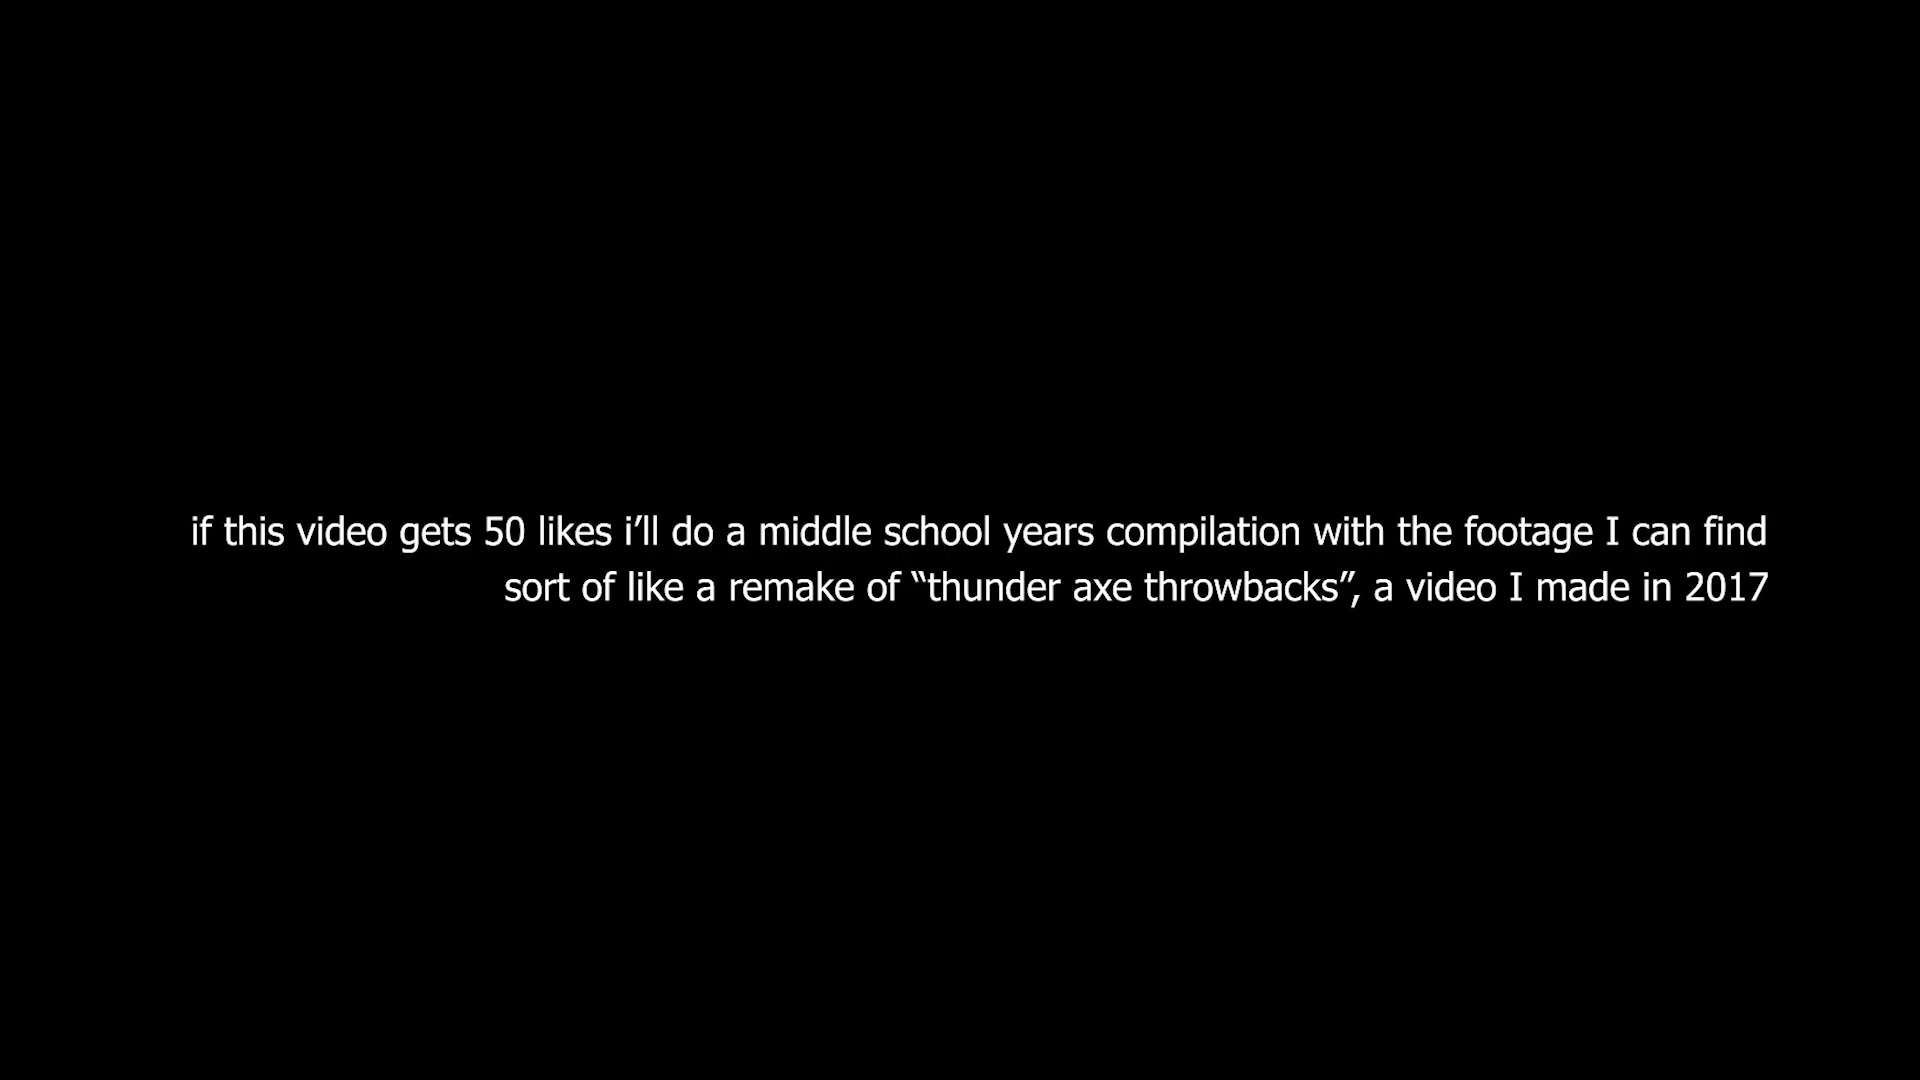 if this video gets 50 likes i’ll do a middle school years compilation with the footage I can find
sort of like a remake of “thunder axe throwbacks”, a video I made in 2017